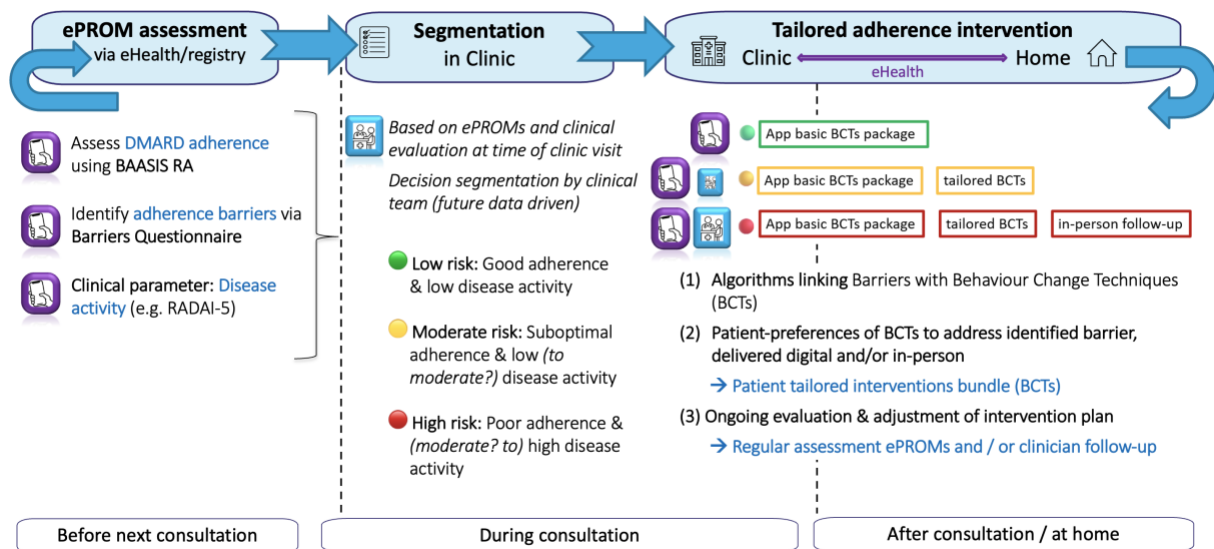 ePROM assessment
via eHealth/registry
Segmentation
in Clinic
Tailored adherence intervention
Clinic
Home
eHealth
Assess DMARD adherence
using BAASIS RA
Identify adherence barriers via
Barriers Questionnaire
Clinical parameter: Disease
activity (e.g. RADAI-5)
Based on ePROMs and clinical
evaluation at time of clinic visit
Decision segmentation by clinical
team (future data driven)
Low risk: Good adherence
& low disease activity
Moderate risk: Suboptimal
adherence & low (to
moderate?) disease activity
High risk: Poor adherence &
(moderate? to) high disease
activity
App basic BCTs package
App basic BCTs package
tailored BCTs
App basic BCTs package
tailored BCTs
in-person follow-up
(1) Algorithms linking Barriers with Behaviour Change Techniques
(BCTs)
(2) Patient-preferences of BCTs to address identified barrier,
delivered digital and/or in-person
→ Patient tailored interventions bundle (BCTs)
(3) Ongoing evaluation & adjustment of intervention plan
→ Regular assessment ePROMs and / or clinician follow-up
Before next consultation
During consultation
After consultation / at home